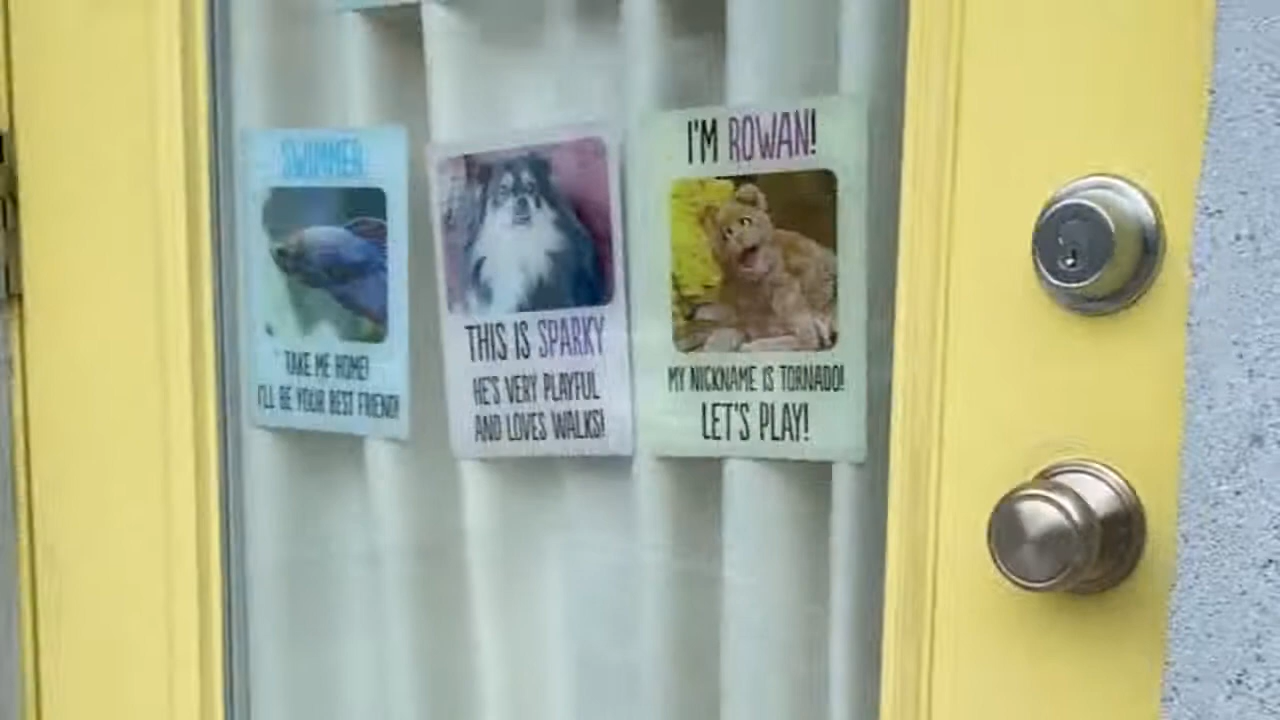 SWIMMER
TAKE ME HOME!
I'LL BE YOUR BEST FRIEND!
THIS IS SPARKY
HE'S VERY PLAYFUL
AND LOVES WALKS!
I'M ROWAN!
MY NICKNAME IS TORNADO!
LET'S PLAY!